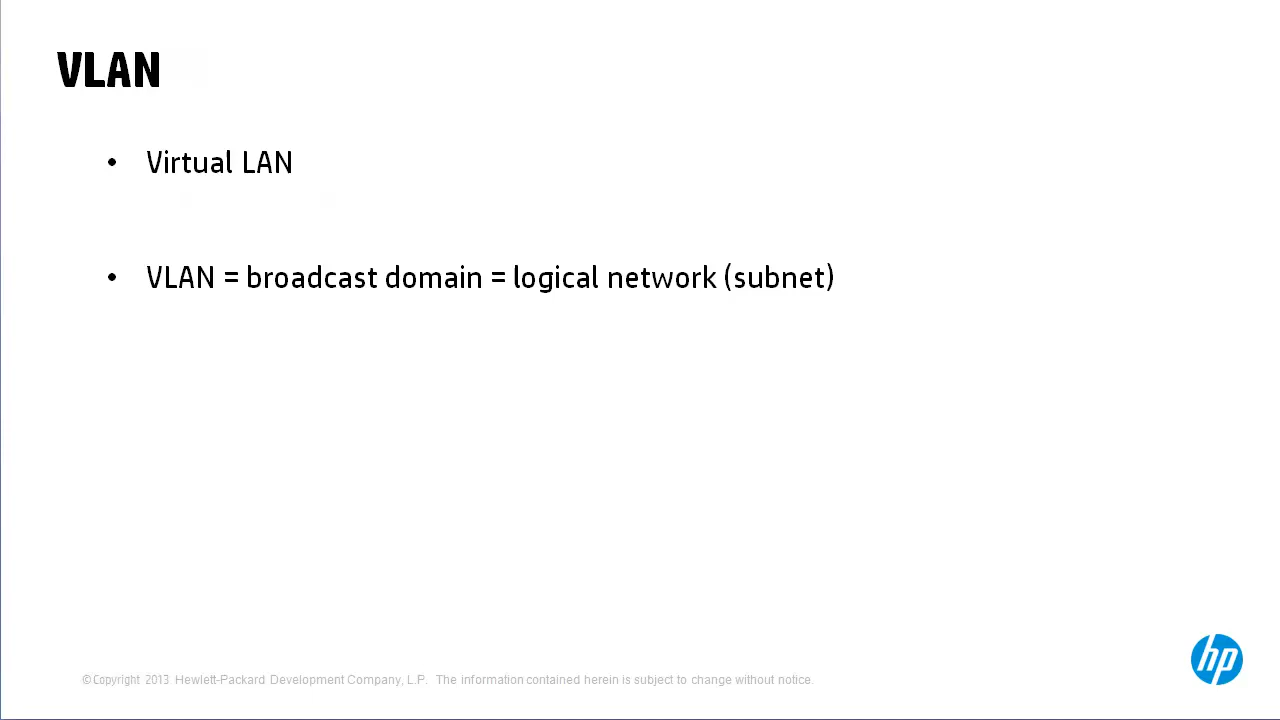 VLAN
• Virtual LAN
• VLAN = broadcast domain = logical network (subnet)
hp
© Copyright 2013 Hewlett-Packard Development Company, L.P. The information contained herein is subject to change without notice.